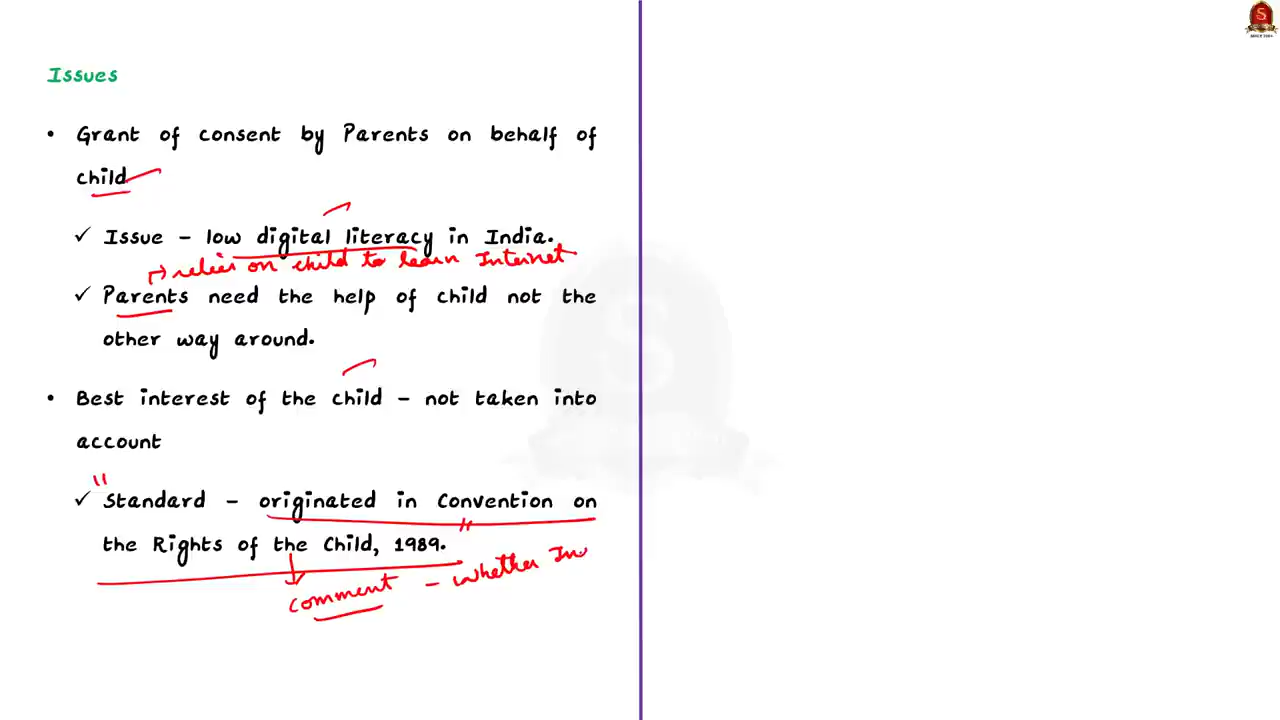 Issues
• Grant of consent by Parents on behalf of
child
✓ Issue – low digital literacy in India.
↳ relies on child to learn Internet
✓ Parents need the help of child not the
other way around.
• Best interest of the child – not taken into
account
✓ "Standard – originated in Convention on
the Rights of the Child, 1989."
comment – whether In